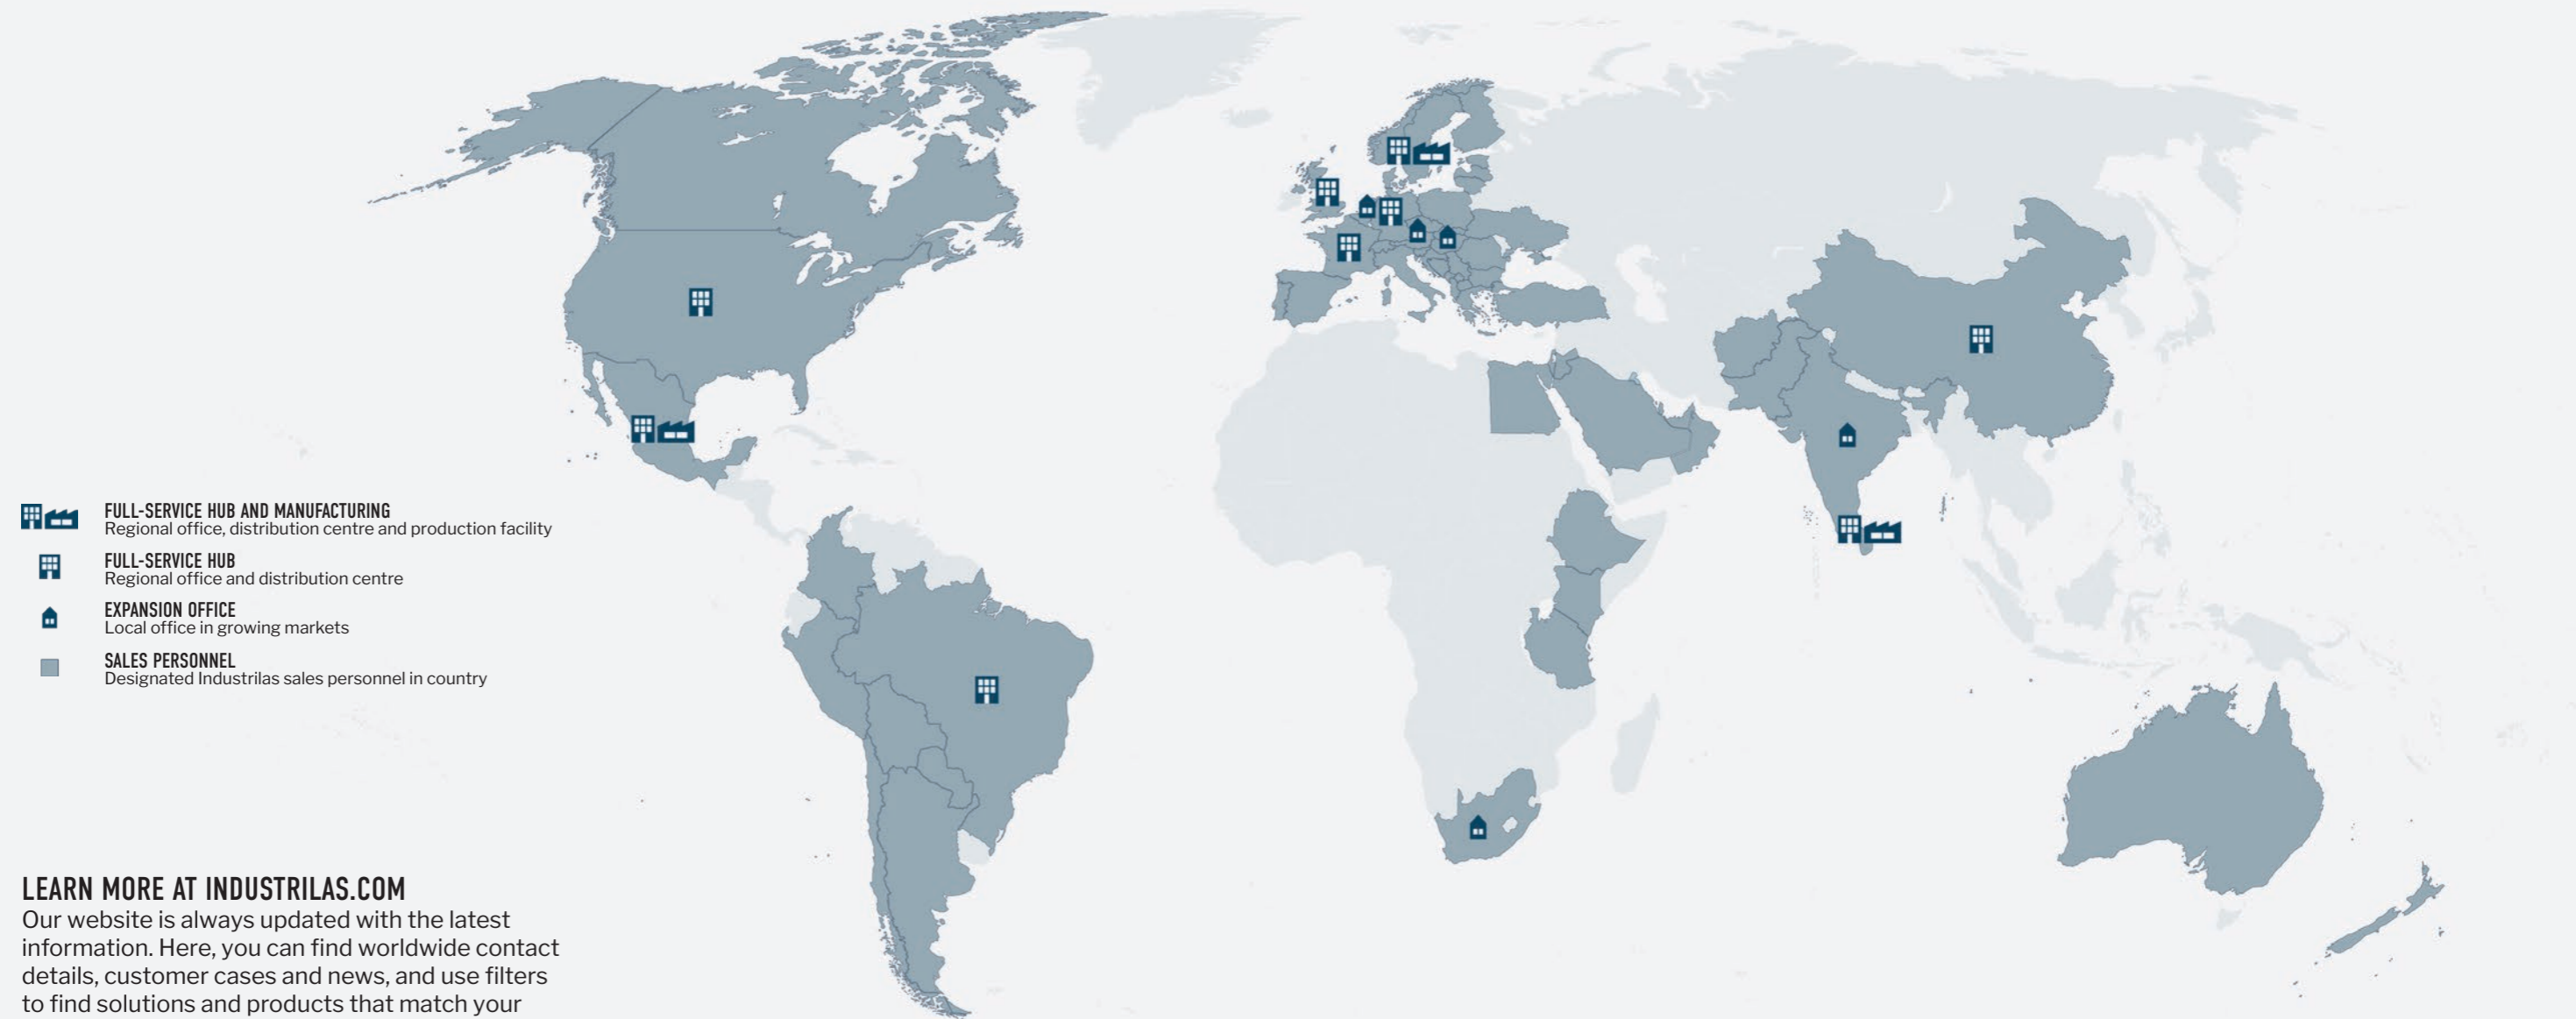 FULL-SERVICE HUB AND MANUFACTURING
Regional office, distribution centre and production facility
FULL-SERVICE HUB
Regional office and distribution centre
EXPANSION OFFICE
Local office in growing markets
SALES PERSONNEL
Designated Industrilas sales personnel in country
LEARN MORE AT INDUSTRILAS.COM
Our website is always updated with the latest
information. Here, you can find worldwide contact
details, customer cases and news, and use filters
to find solutions and products that match your